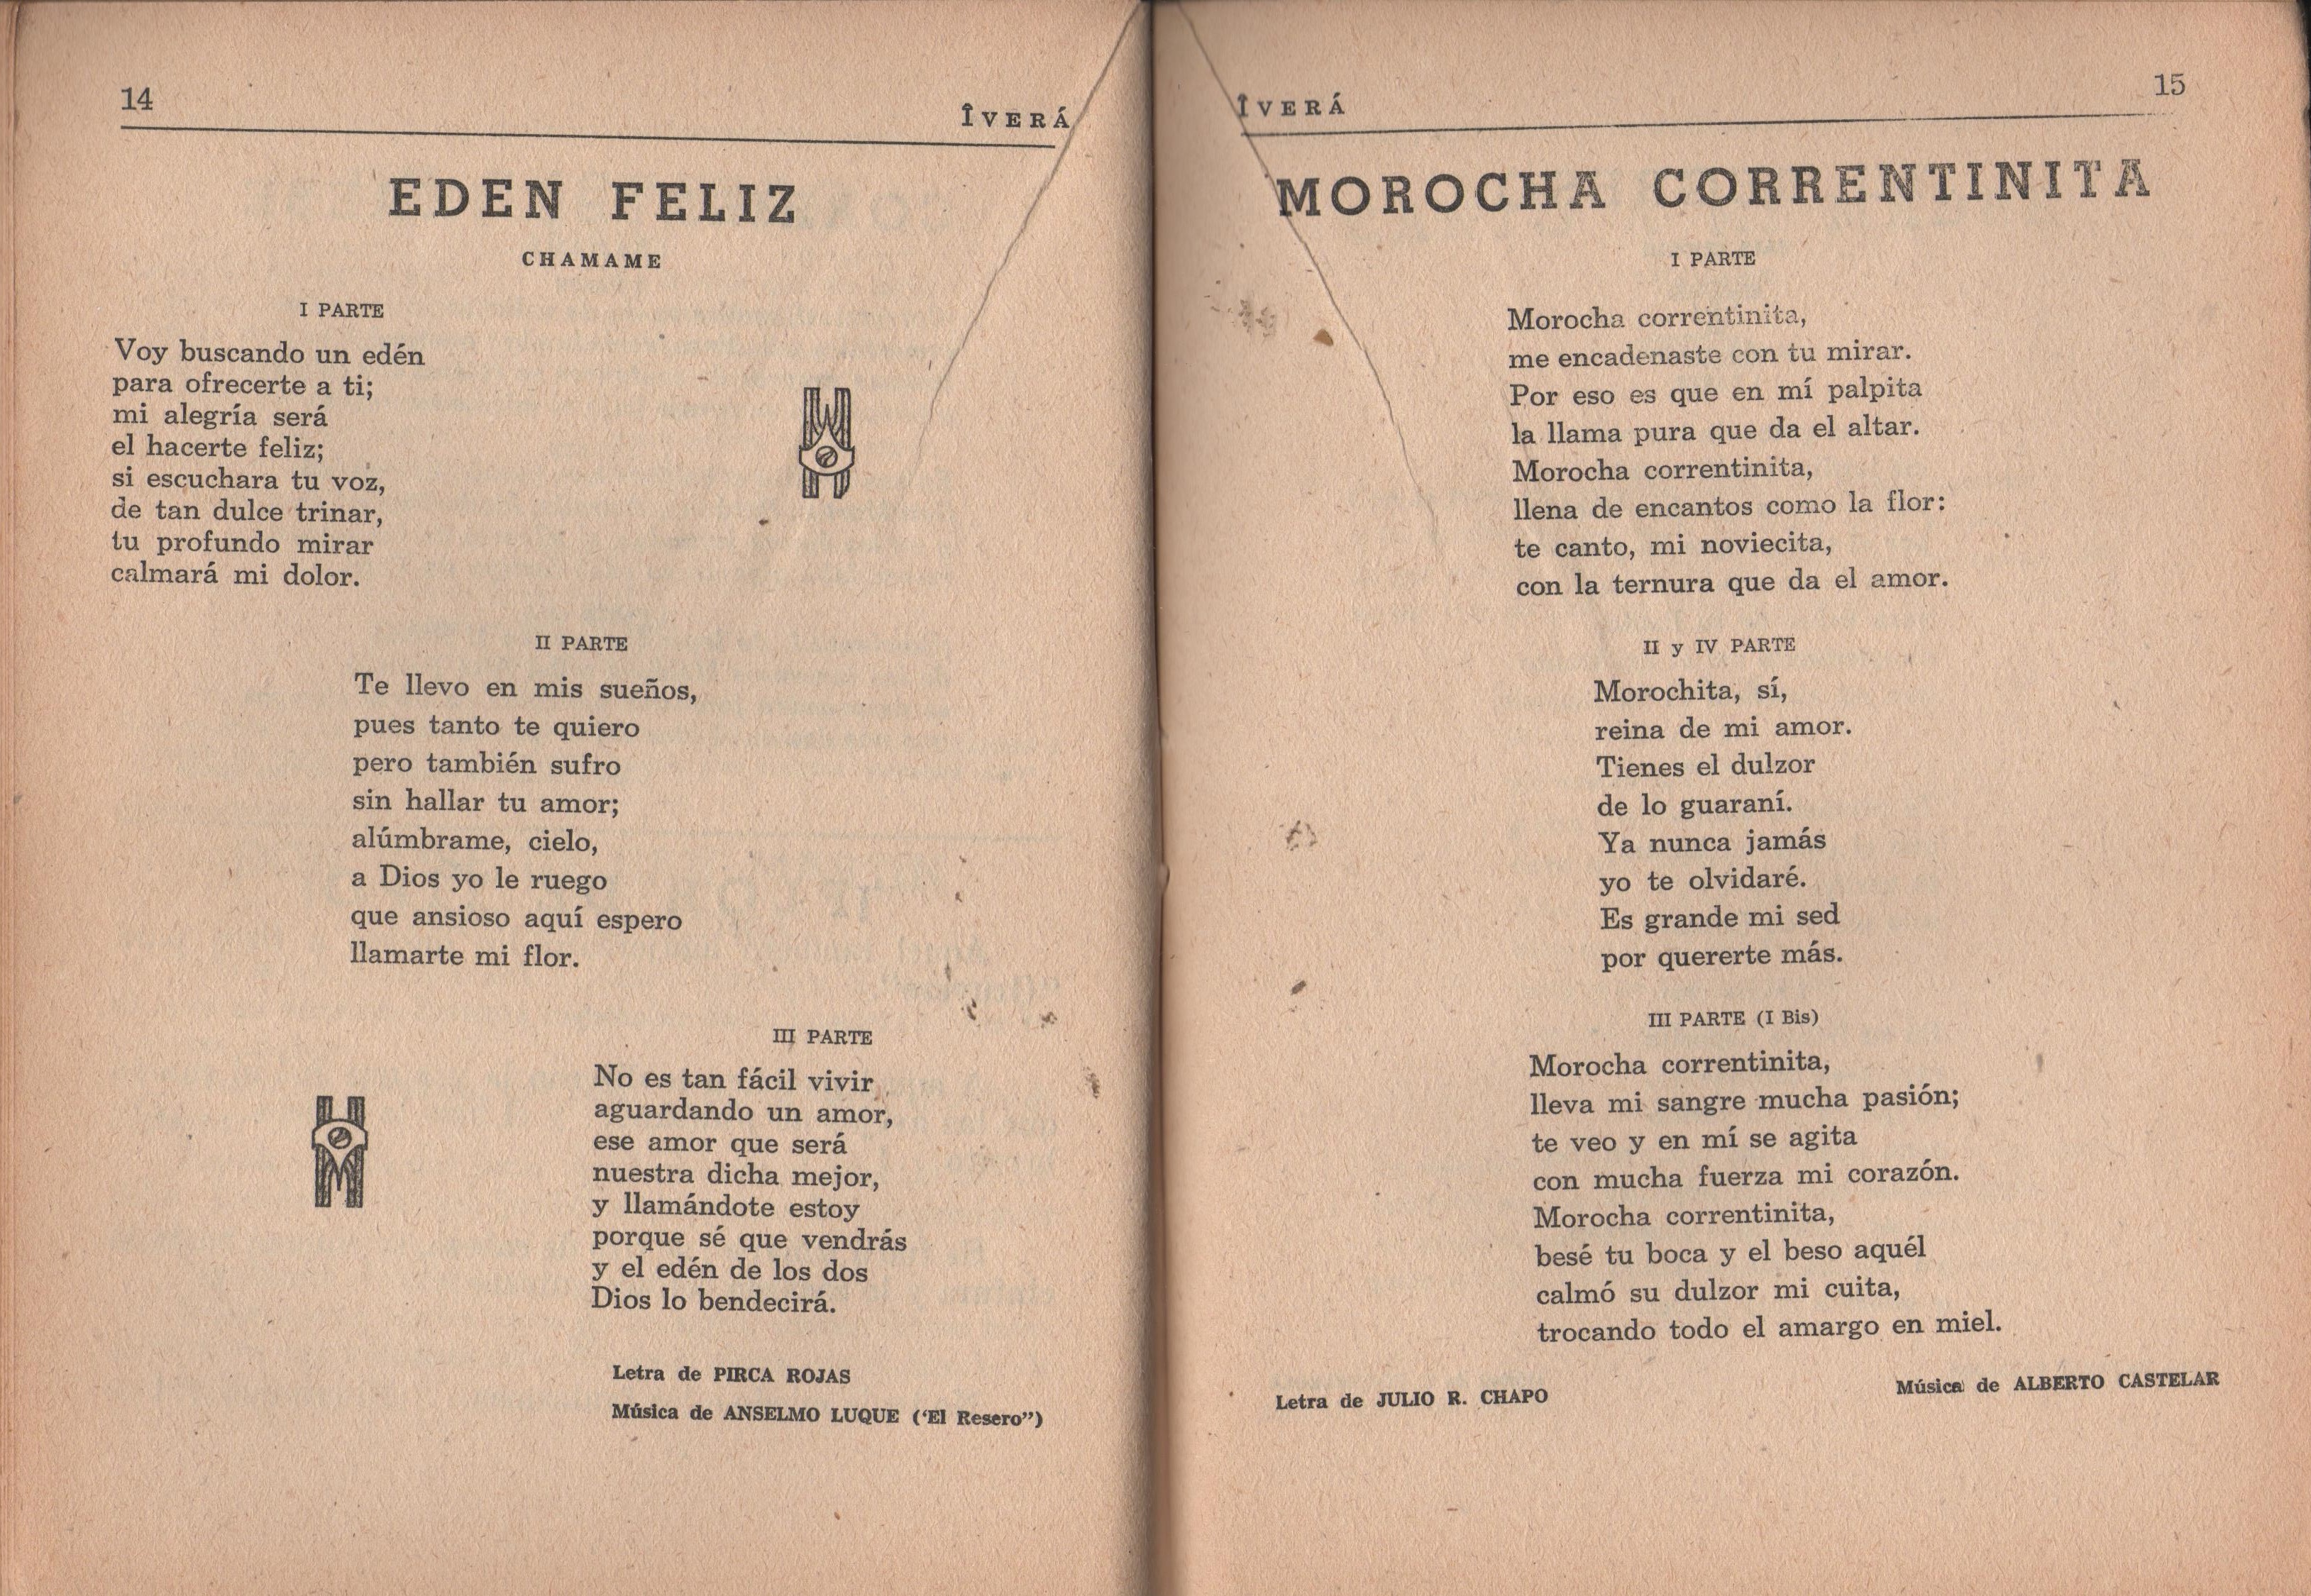 14
ÎVERÁ
EDEN FELIZ
CHAMAME
I PARTE
Voy buscando un edén
para ofrecerte a ti;
mi alegría será
el hacerte feliz;
si escuchara tu voz,
de tan dulce trinar,
tu profundo mirar
calmará mi dolor.
II PARTE
Te llevo en mis sueños,
pues tanto te quiero
pero también sufro
sin hallar tu amor;
alúmbrame, cielo,
a Dios yo le ruego
que ansioso aquí espero
llamarte mi flor.
III PARTE
No es tan fácil vivir
aguardando un amor,
ese amor que será
nuestra dicha mejor,
y llamándote estoy
porque sé que vendrás
y el edén de los dos
Dios lo bendecirá.
Letra de PIRCA ROJAS
Música de ANSELMO LUQUE ('El Resero")
ÎVERÁ
15
MOROCHA CORRENTINITA
I PARTE
Morocha correntinita,
me encadenaste con tu mirar.
Por eso es que en mí palpita
la llama pura que da el altar.
Morocha correntinita,
llena de encantos como la flor:
te canto, mi noviecita,
con la ternura que da el amor.
II y IV PARTE
Morochita, sí,
reina de mi amor.
Tienes el dulzor
de lo guaraní.
Ya nunca jamás
yo te olvidaré.
Es grande mi sed
por quererte más.
III PARTE (I Bis)
Morocha correntinita,
lleva mi sangre mucha pasión;
te veo y en mí se agita
con mucha fuerza mi corazón.
Morocha correntinita,
besé tu boca y el beso aquél
calmó su dulzor mi cuita,
trocando todo el amargo en miel.
Letra de JULIO R. CHAPO
Música de ALBERTO CASTELAR